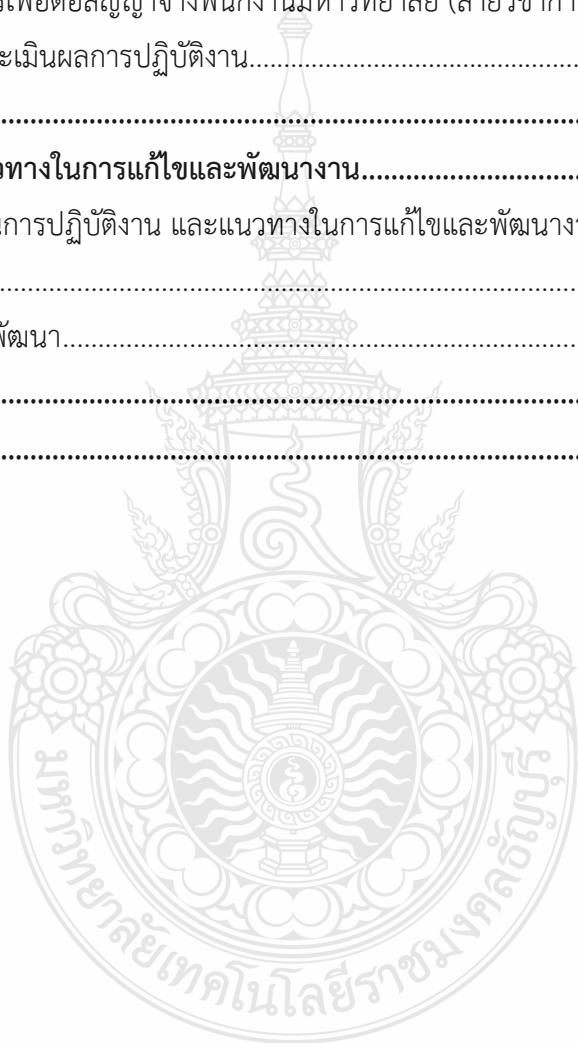 รเพื่อต่อสัญญาจ้างพนักงานมหาวิทยาลัย (สายวิชากา
ะเมินผลการปฏิบัติงาน................................................
................................................................................
วทางในการแก้ไขและพัฒนางาน..............................
นการปฏิบัติงาน และแนวทางในการแก้ไขและพัฒนางา
................................................................................
พัฒนา.........................................................................
................................................................................
................................................................................
มหาวิทยาลัยเทคโนโลยีราชมงคลธัญบุรี